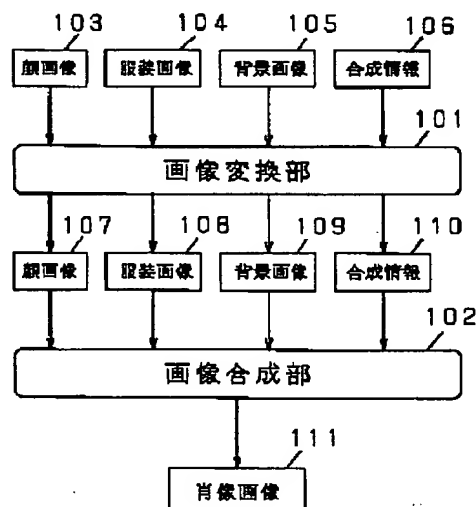 103 104 105 106
顔画像 服装画像 背景画像 合成情報
101
画像変換部
107 108 109 110
顔画像 服装画像 背景画像 合成情報
102
画像合成部
111
肖像画像